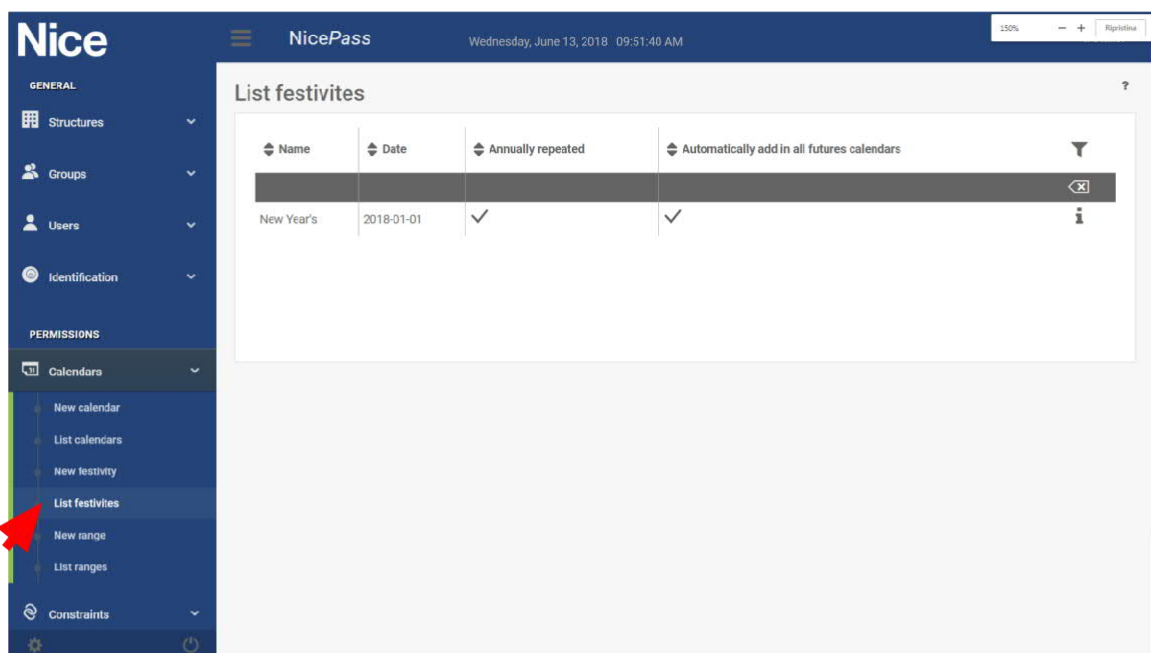 Nice
NicePass
Wednesday, June 13, 2018 09:51:40 AM
150%
− +
Ripristina
GENERAL
Structures
Groups
Users
Identification
PERMISSIONS
Calendars
New calendar
List calendars
New festivity
List festivites
New range
List ranges
Constraints
List festivites
?
Name Date Annually repeated Automatically add in all futures calendars
New Year's 2018-01-01